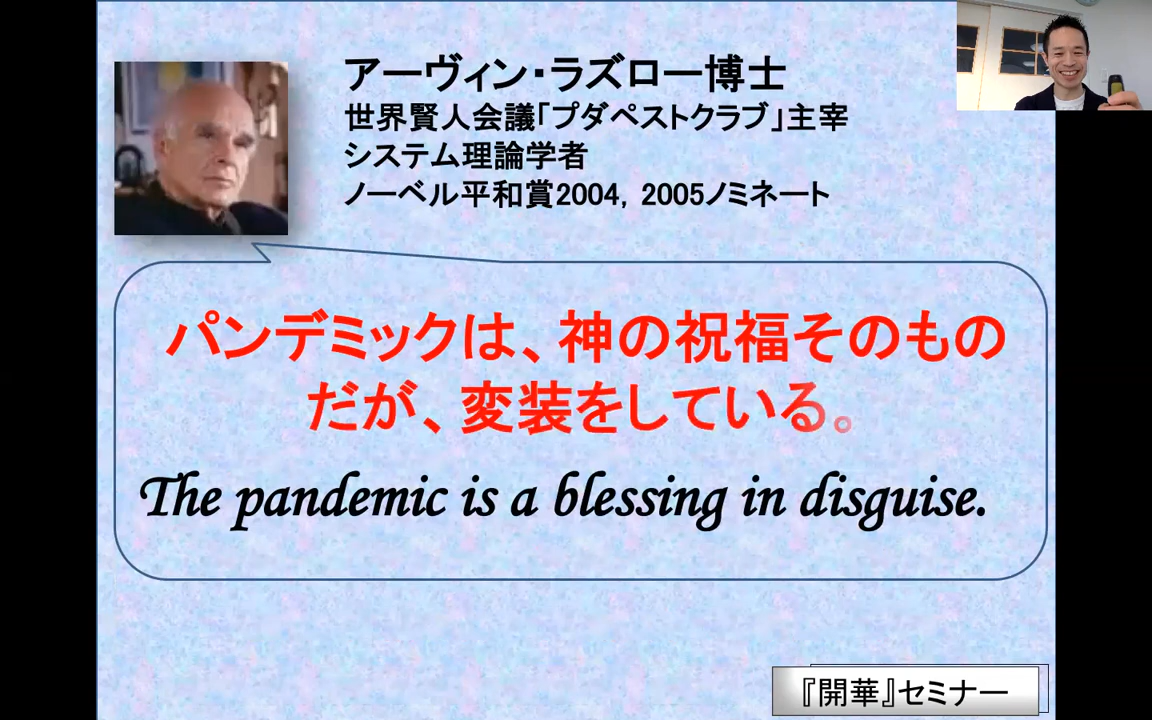 アーヴィン・ラズロー博士
世界賢人会議「ブダペストクラブ」主宰
システム理論学者
ノーベル平和賞2004, 2005ノミネート
パンデミックは、神の祝福そのもの
だが、変装をしている。
The pandemic is a blessing in disguise.
『開華』セミナー